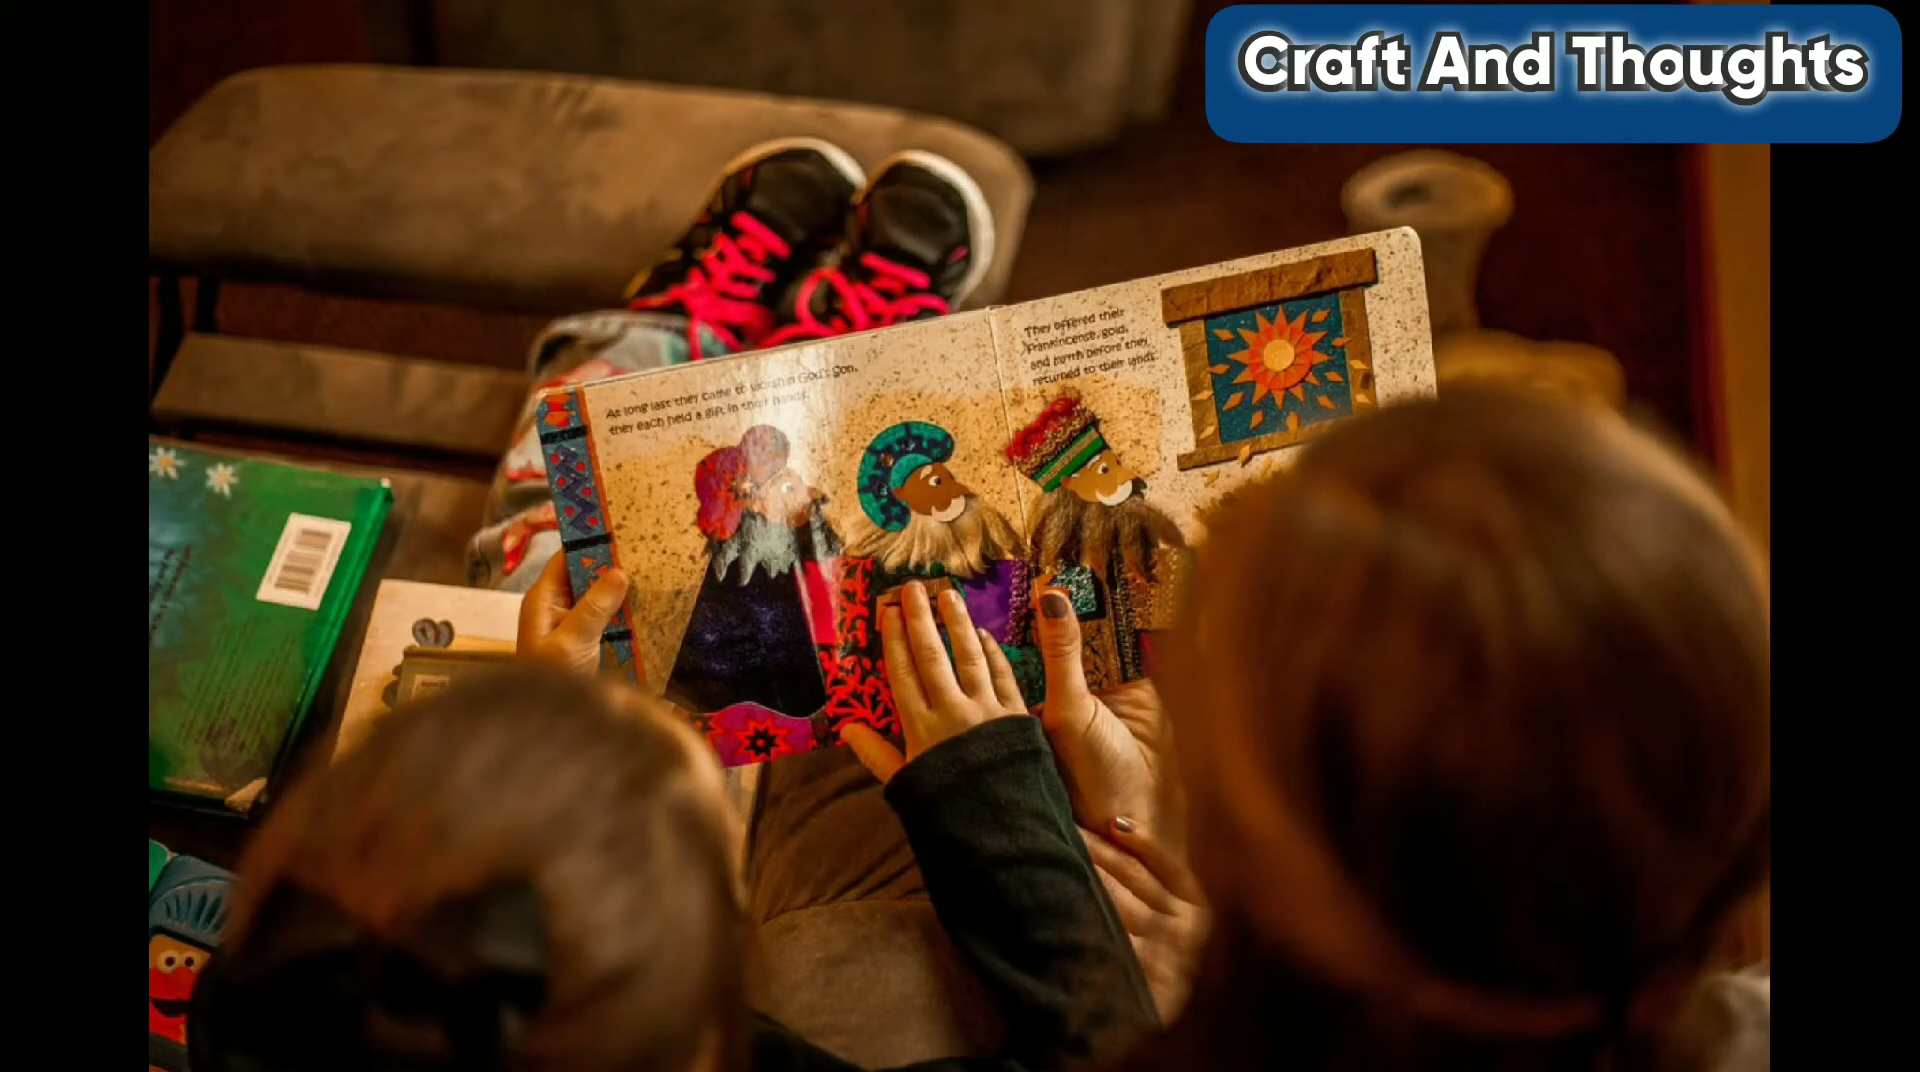 Craft And Thoughts
At long last they came to worship God's Son,
they each held a gift in their hands.
They offered their
frankincense, gold,
and myrrh before they
returned to their lands.